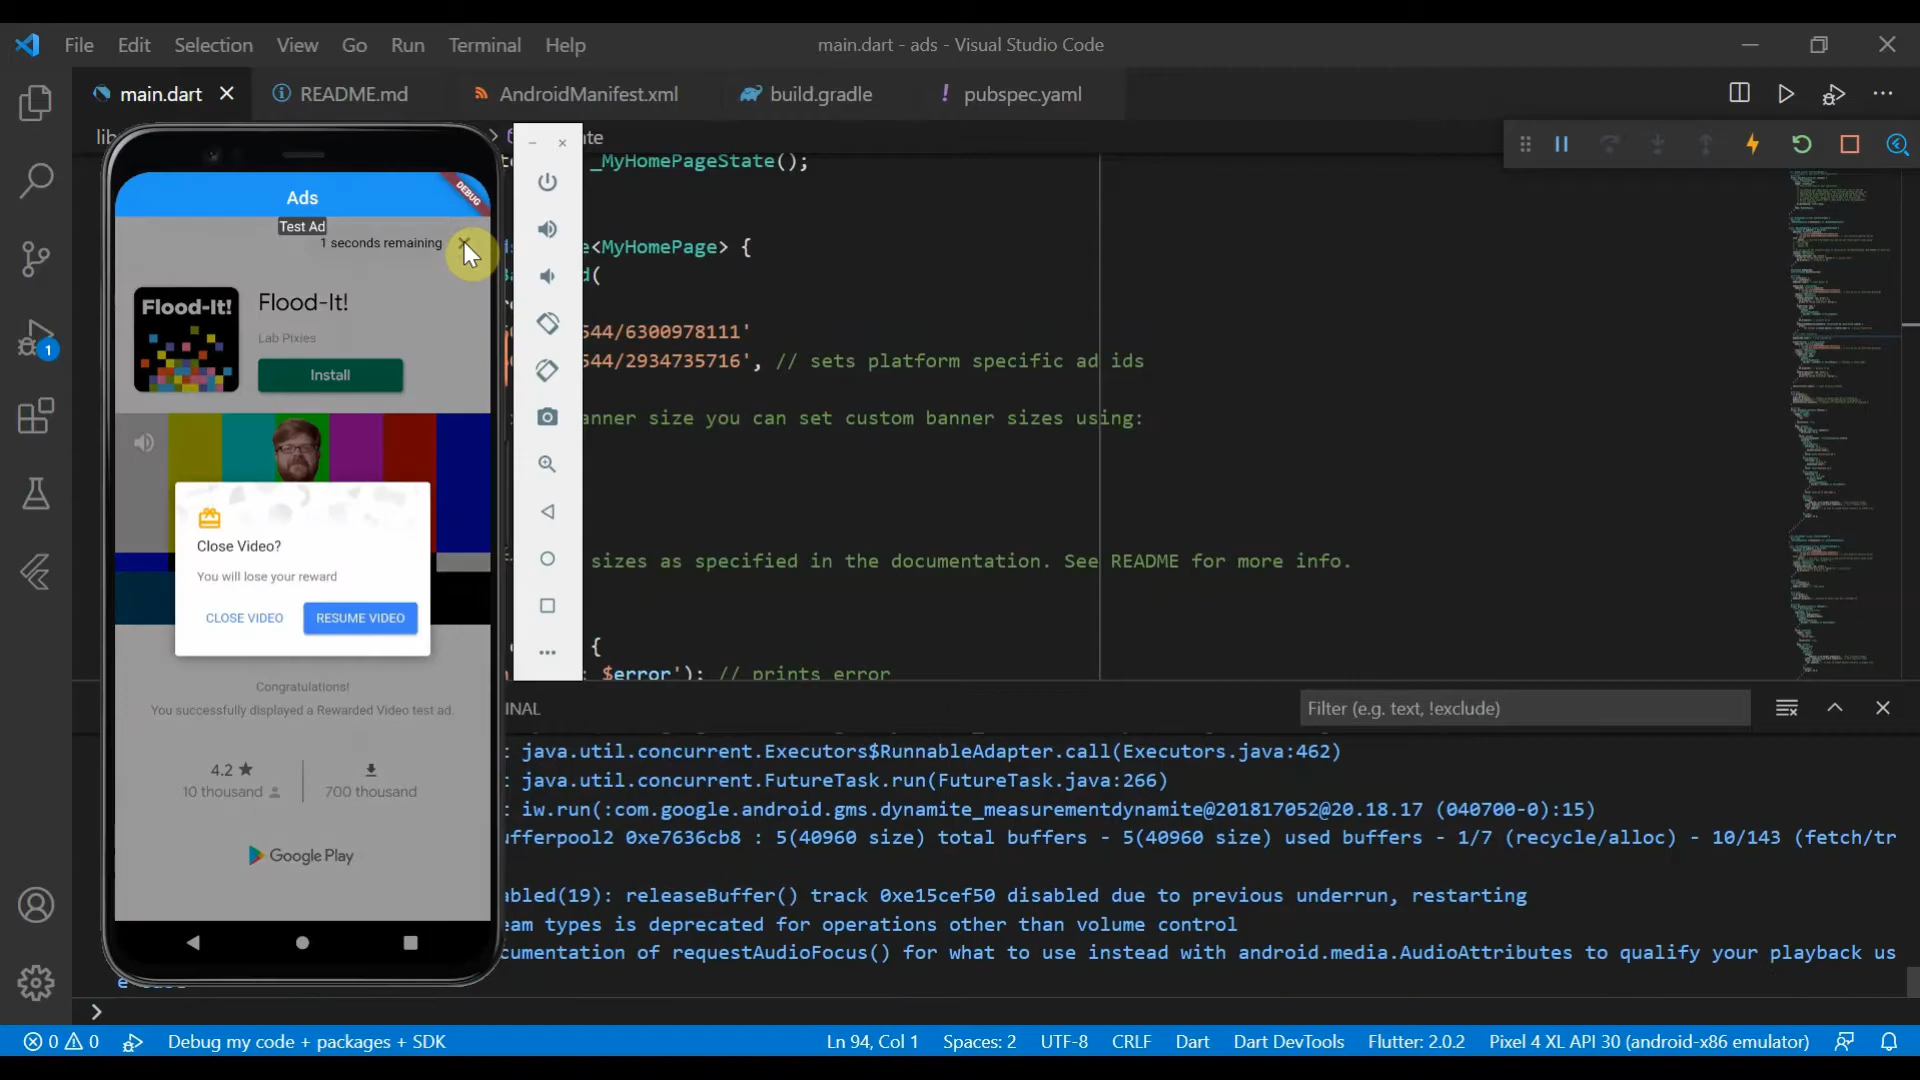 File Edit Selection View Go Run Terminal Help
main.dart - ads - Visual Studio Code
main.dart
README.md
AndroidManifest.xml
build.gradle
pubspec.yaml
_MyHomePageState();
<MyHomePage> {
544/6300978111'
544/2934735716', // sets platform specific ad ids
anner size you can set custom banner sizes using:
sizes as specified in the documentation. See README for more info.
{
$error'); // prints error
Ads
DEBUG
Test Ad
1 seconds remaining
Flood-It!
Flood-It!
Lab Pixies
Install
Close Video?
You will lose your reward
CLOSE VIDEO
RESUME VIDEO
Congratulations!
You successfully displayed a Rewarded Video test ad.
4.2
10 thousand
700 thousand
Google Play
INAL
Filter (e.g. text, !exclude)
: java.util.concurrent.Executors$RunnableAdapter.call(Executors.java:462)
: java.util.concurrent.FutureTask.run(FutureTask.java:266)
: iw.run(:com.google.android.gms.dynamite_measurementdynamite@201817052@20.18.17 (040700-0):15)
ufferpool2 0xe7636cb8 : 5(40960 size) total buffers - 5(40960 size) used buffers - 1/7 (recycle/alloc) - 10/143 (fetch/tr
abled(19): releaseBuffer() track 0xe15cef50 disabled due to previous underrun, restarting
eam types is deprecated for operations other than volume control
cumentation of requestAudioFocus() for what to use instead with android.media.AudioAttributes to qualify your playback us
1
0 0
Debug my code + packages + SDK
Ln 94, Col 1
Spaces: 2
UTF-8
CRLF
Dart
Dart DevTools
Flutter: 2.0.2
Pixel 4 XL API 30 (android-x86 emulator)